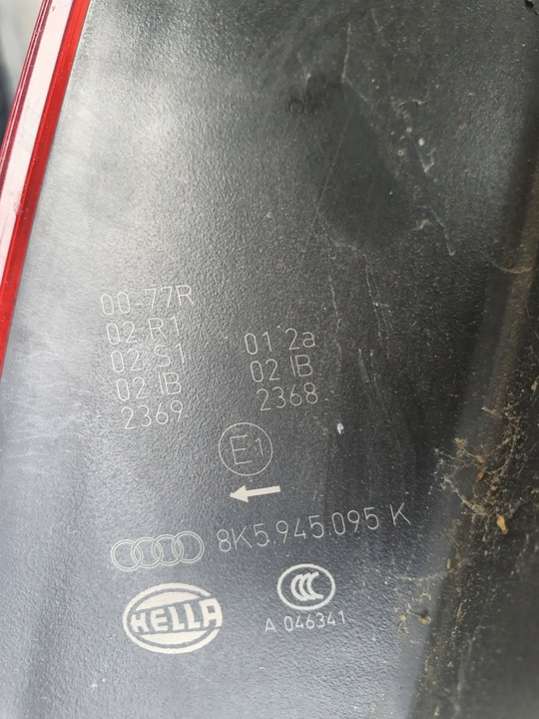 00 77R
02 R1
02 S1
02 IB
2369
01 2a
02 IB
2368
E1
8K5.945.095 K
HELLA
CCC
A 046341